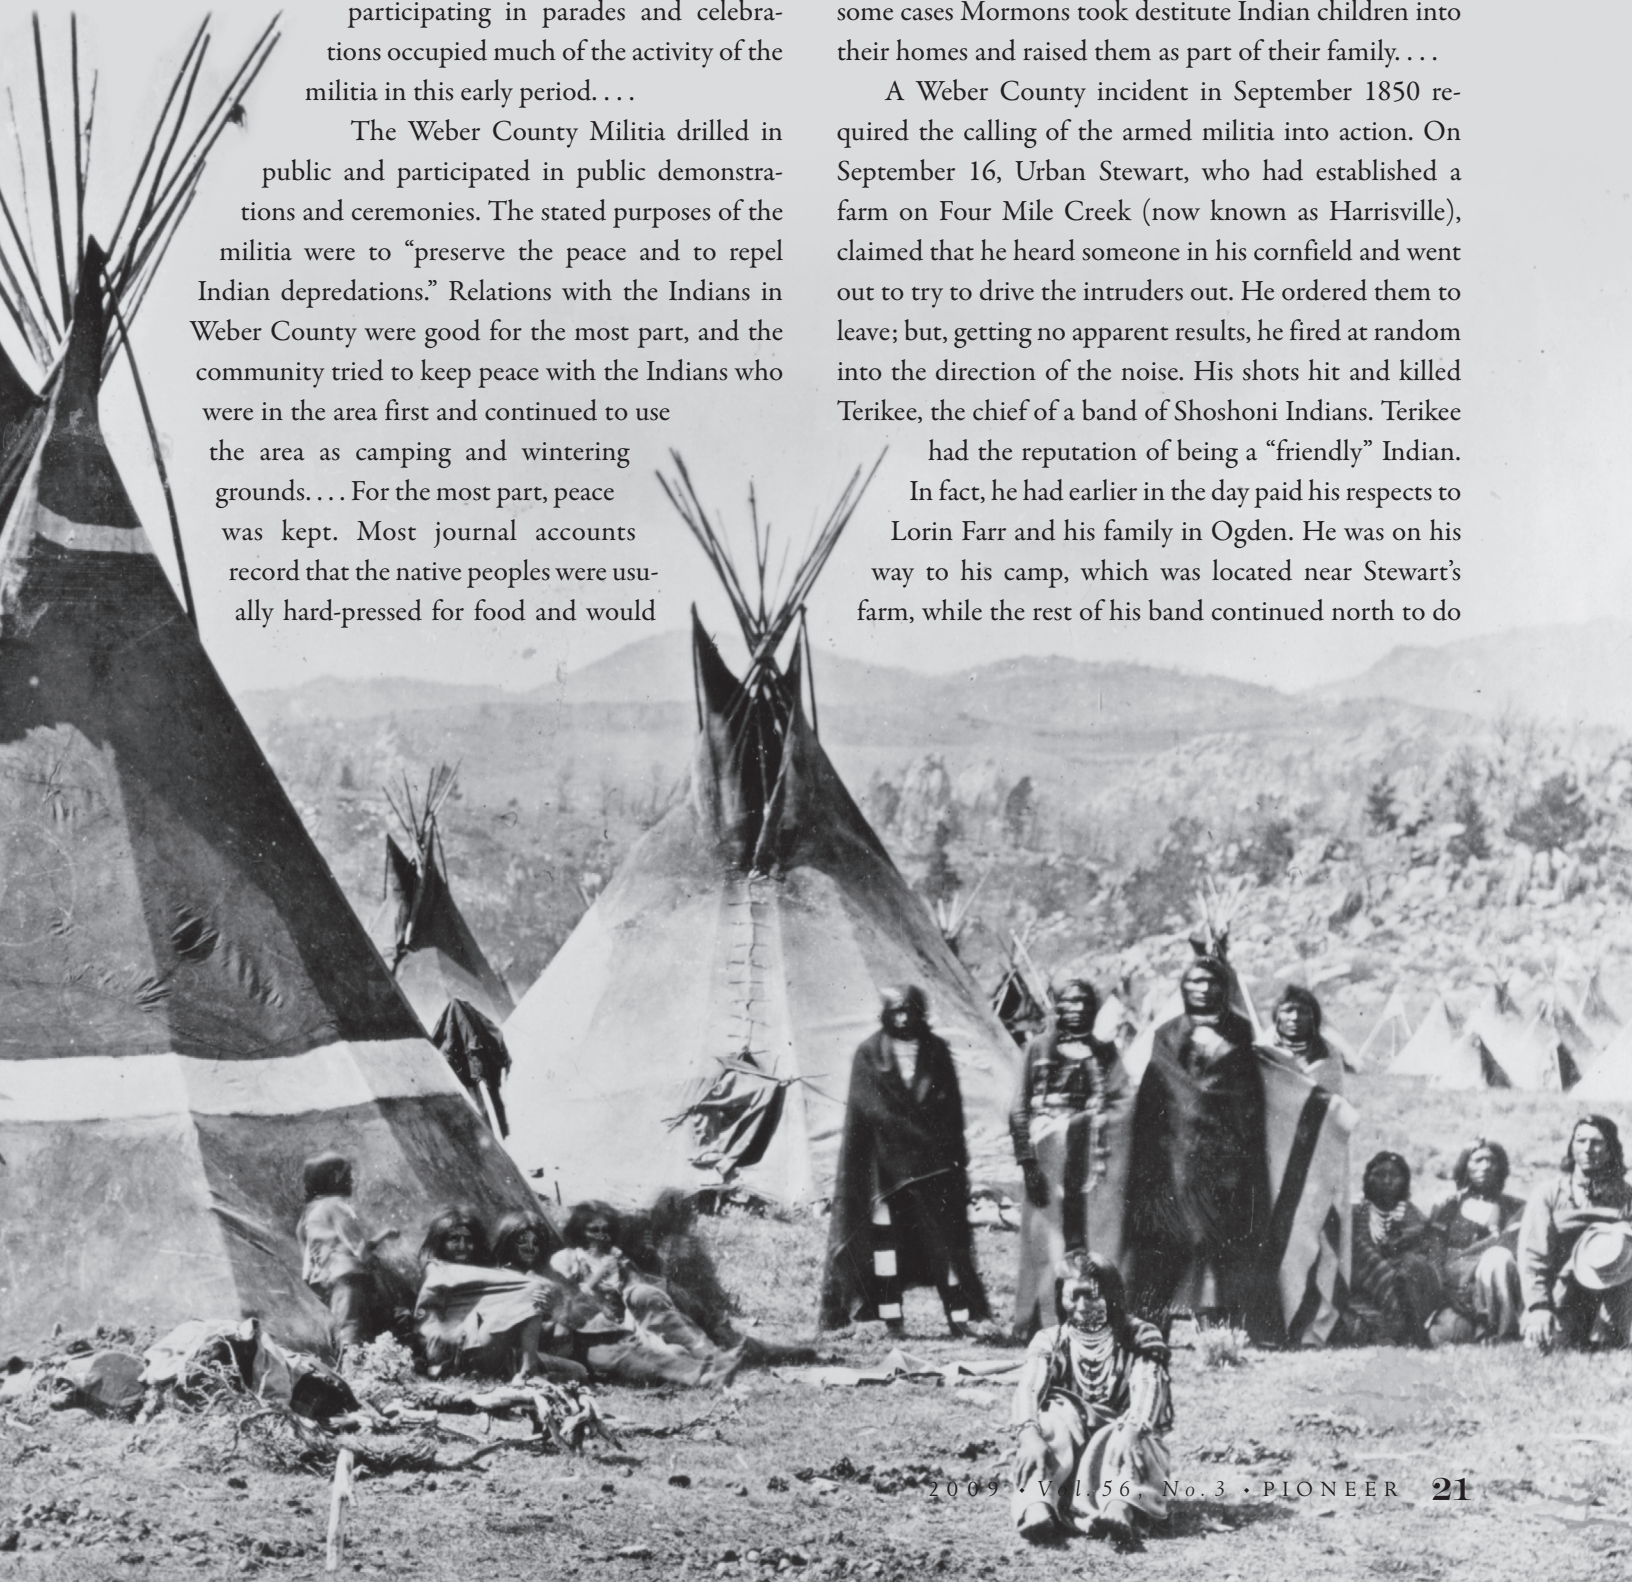 participating in parades and celebra-
tions occupied much of the activity of the
militia in this early period. . . .
The Weber County Militia drilled in
public and participated in public demonstra-
tions and ceremonies. The stated purposes of the
militia were to “preserve the peace and to repel
Indian depredations.” Relations with the Indians in
Weber County were good for the most part, and the
community tried to keep peace with the Indians who
were in the area first and continued to use
the area as camping and wintering
grounds. . . . For the most part, peace
was kept. Most journal accounts
record that the native peoples were usu-
ally hard-pressed for food and would
some cases Mormons took destitute Indian children into
their homes and raised them as part of their family. . . .
A Weber County incident in September 1850 re-
quired the calling of the armed militia into action. On
September 16, Urban Stewart, who had established a
farm on Four Mile Creek (now known as Harrisville),
claimed that he heard someone in his cornfield and went
out to try to drive the intruders out. He ordered them to
leave; but, getting no apparent results, he fired at random
into the direction of the noise. His shots hit and killed
Terikee, the chief of a band of Shoshoni Indians. Terikee
had the reputation of being a “friendly” Indian.
In fact, he had earlier in the day paid his respects to
Lorin Farr and his family in Ogden. He was on his
way to his camp, which was located near Stewart’s
farm, while the rest of his band continued north to do
2009 • Vol.56, No.3 • PIONEER 21